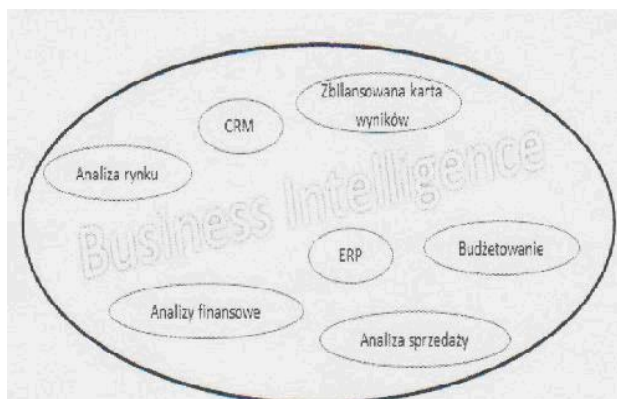 Zbilansowana karta
wyników
CRM
Analiza rynku
Business Intelligence
ERP
Budżetowanie
Analizy finansowe
Analiza sprzedaży